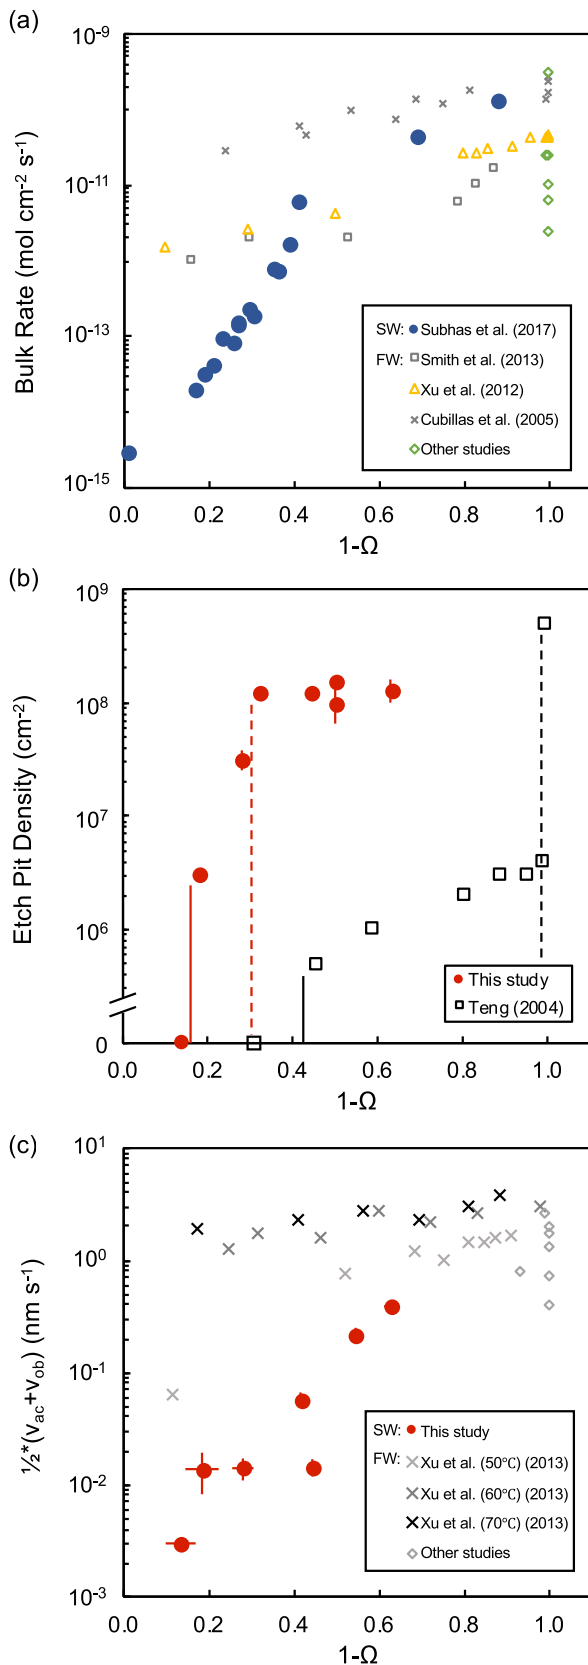 (a)
10⁻⁹
10⁻¹¹
10⁻¹³
10⁻¹⁵
Bulk Rate (mol cm⁻² s⁻¹)
SW: Subhas et al. (2017)
FW: Smith et al. (2013)
Xu et al. (2012)
Cubillas et al. (2005)
Other studies
0.0 0.2 0.4 0.6 0.8 1.0
1-Ω
(b)
10⁹
10⁸
10⁷
10⁶
0
Etch Pit Density (cm⁻²)
This study
Teng (2004)
0.0 0.2 0.4 0.6 0.8 1.0
1-Ω
(c)
10¹
10⁰
10⁻¹
10⁻²
10⁻³
½*(v_ac+v_ob) (nm s⁻¹)
SW: This study
FW: Xu et al. (50℃) (2013)
Xu et al. (60℃) (2013)
Xu et al. (70℃) (2013)
Other studies
0.0 0.2 0.4 0.6 0.8 1.0
1-Ω